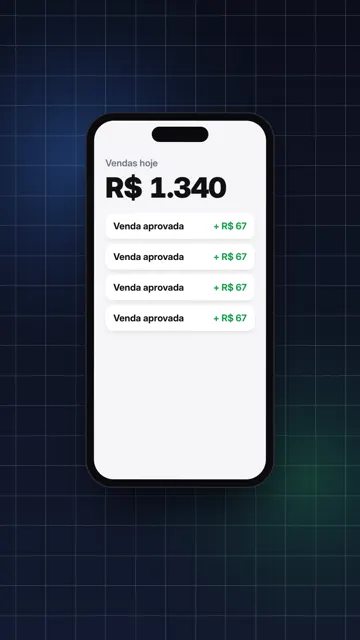 Vendas hoje
R$ 1.340
Venda aprovada + R$ 67
Venda aprovada + R$ 67
Venda aprovada + R$ 67
Venda aprovada + R$ 67